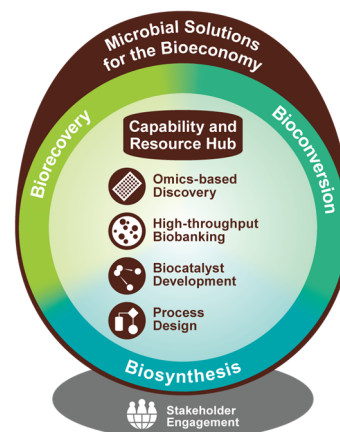 Microbial Solutions
for the Bioeconomy
Biorecovery
Bioconversion
Capability and
Resource Hub
Omics-based
Discovery
High-throughput
Biobanking
Biocatalyst
Development
Process
Design
Biosynthesis
Stakeholder
Engagement